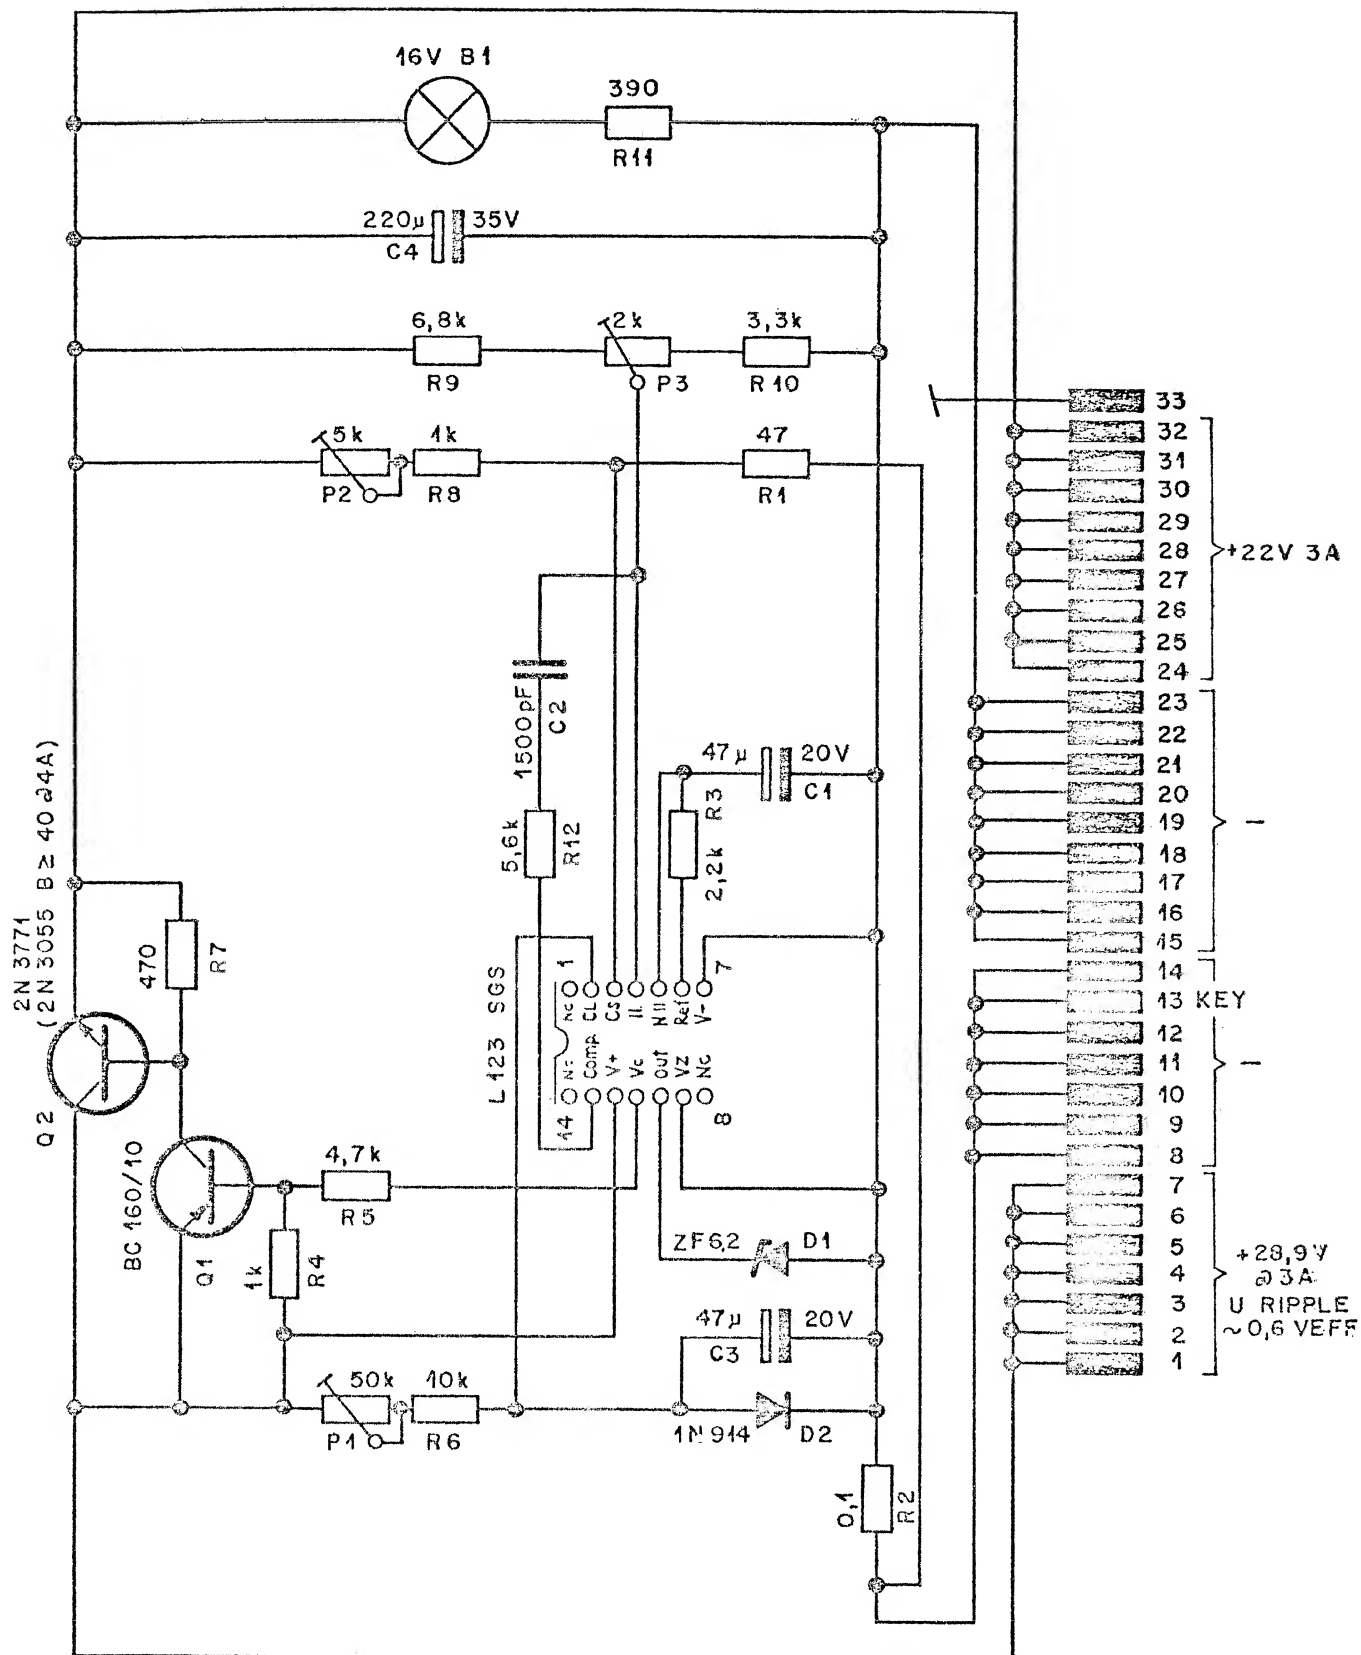 16V B1
390
R11
220µ 35V
C4
6,8k
R9
2k
P3
3,3k
R10
5k
P2
1k
R8
47
R1
1500pF
C2
5,6k
R12
47µ 20V
C1
R3
2,2k
2N 3771
(2N 3055 B ≥ 40 a 4A)
Q2
470
R7
L123 SGS
1
7
NC
CL
CS
II
NII
Ref
V-
NC
Comp
V+
Vc
Out
VZ
NC
14
8
BC 160/10
Q1
4,7k
R5
1k
R4
ZF6,2
D1
47µ 20V
C3
50k
P1
10k
R6
1N914
D2
0,1
R2
33
32
31
30
29
28
27
26
25
24
+22V 3A
23
22
21
20
19
18
17
16
15
–
14
13 KEY
12
11
10
9
8
–
7
6
5
4
3
2
1
+28,9V
a 3A
U RIPPLE
~0,6 VEFF